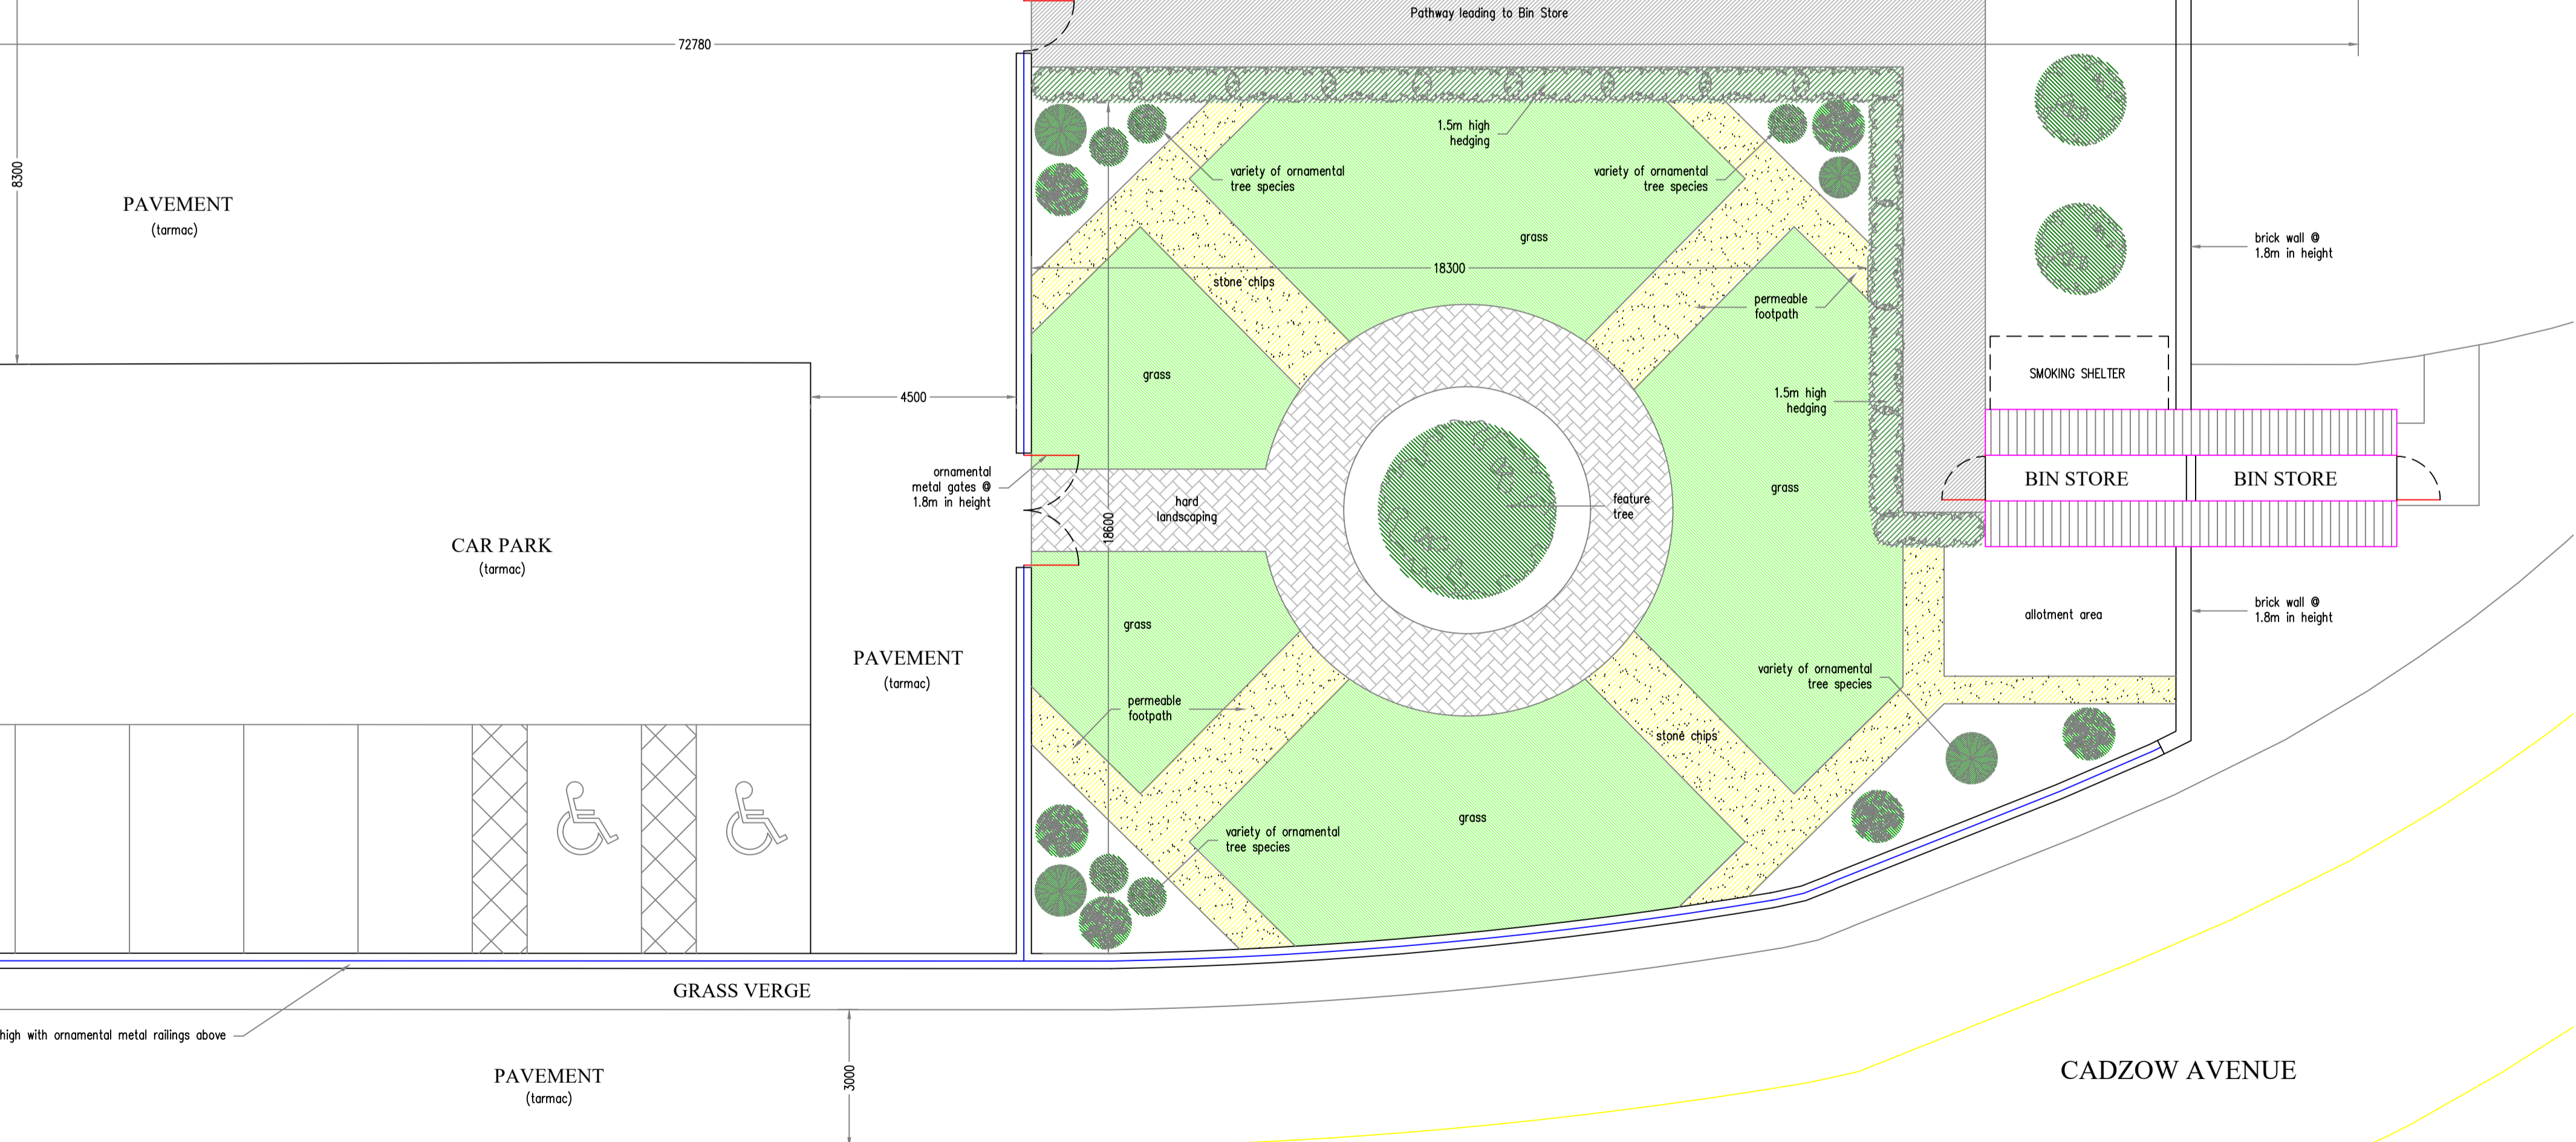 Pathway leading to Bin Store
72780
8300
PAVEMENT
(tarmac)
1.5m high
hedging
variety of ornamental
tree species
variety of ornamental
tree species
grass
brick wall @
1.8m in height
18300
stone chips
permeable
footpath
grass
SMOKING SHELTER
4500
1.5m high
hedging
ornamental
metal gates @
1.8m in height
BIN STORE
BIN STORE
hard
landscaping
18600
feature
tree
grass
CAR PARK
(tarmac)
grass
allotment area
brick wall @
1.8m in height
PAVEMENT
(tarmac)
variety of ornamental
tree species
permeable
footpath
stone chips
grass
variety of ornamental
tree species
GRASS VERGE
high with ornamental metal railings above
PAVEMENT
(tarmac)
3000
CADZOW AVENUE